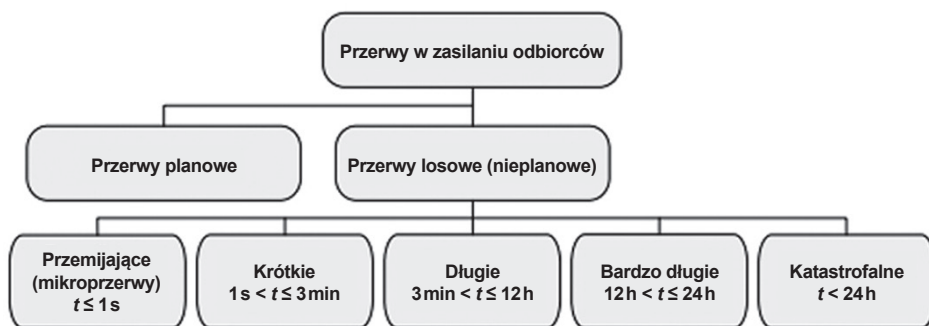 Przerwy w zasilaniu odbiorców
Przerwy planowe
Przerwy losowe (nieplanowe)
Przemijające
(mikroprzerwy)
t ≤ 1 s
Krótkie
1 s < t ≤ 3 min
Długie
3 min < t ≤ 12 h
Bardzo długie
12 h < t ≤ 24 h
Katastrofalne
t < 24 h